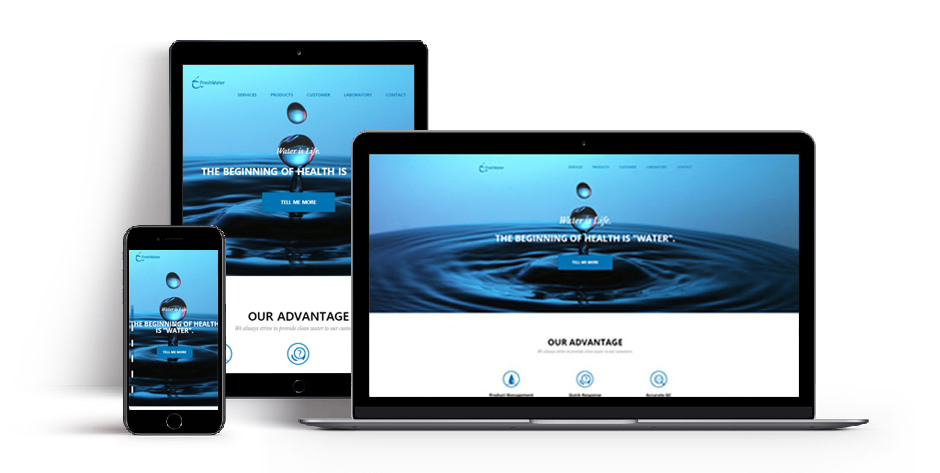 FreshWater
SERVICES PRODUCTS CUSTOMER LABORATORY CONTACT
Water is Life.
THE BEGINNING OF HEALTH IS
TELL ME MORE
OUR ADVANTAGE
We always strive to provide clean water to our custo
FreshWater
Water is Life.
THE BEGINNING OF HEALTH
IS "WATER".
TELL ME MORE
FreshWater
SERVICES PRODUCTS CUSTOMER LABORATORY CONTACT
Water is Life.
THE BEGINNING OF HEALTH IS "WATER".
TELL ME MORE
OUR ADVANTAGE
We always strive to provide clean water to our customers.
Product Management Quick Response Accurate QC